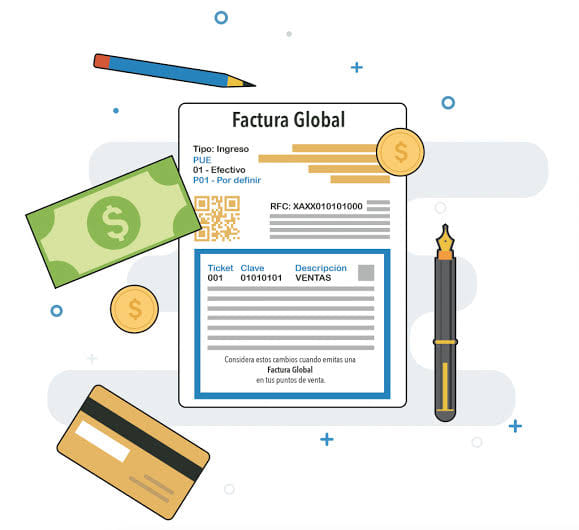 Factura Global
Tipo: Ingreso
PUE
01 - Efectivo
P01 - Por definir
$
$
RFC: XAXX010101000
$
Ticket Clave Descripción
001 01010101 VENTAS
Considera estos cambios cuando emitas una
Factura Global
en tus puntos de venta.